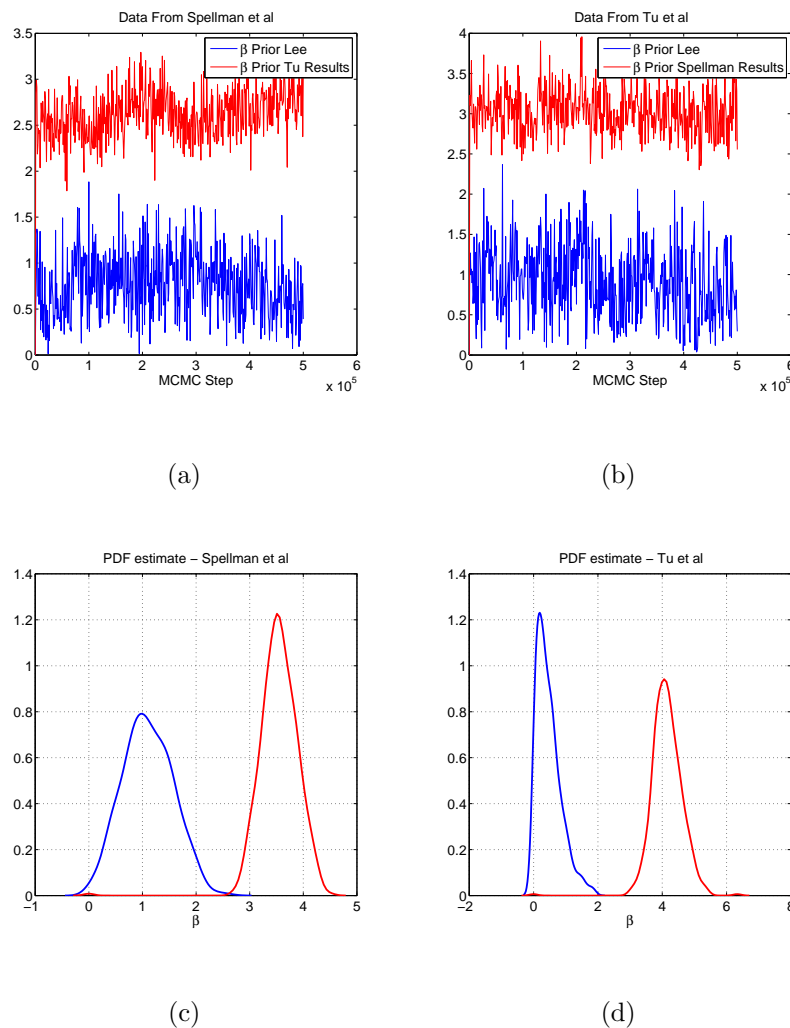 Data From Spellman et al
3.5
3
2.5
2
1.5
1
0.5
0
β Prior Lee
β Prior Tu Results
0 1 2 3 4 5 6
MCMC Step
x 10^5
(a)
Data From Tu et al
4
3.5
3
2.5
2
1.5
1
0.5
0
β Prior Lee
β Prior Spellman Results
0 1 2 3 4 5 6
MCMC Step
x 10^5
(b)
PDF estimate – Spellman et al
1.4
1.2
1
0.8
0.6
0.4
0.2
0
−1 0 1 2 3 4 5
β
(c)
PDF estimate – Tu et al
1.4
1.2
1
0.8
0.6
0.4
0.2
0
−2 0 2 4 6 8
β
(d)